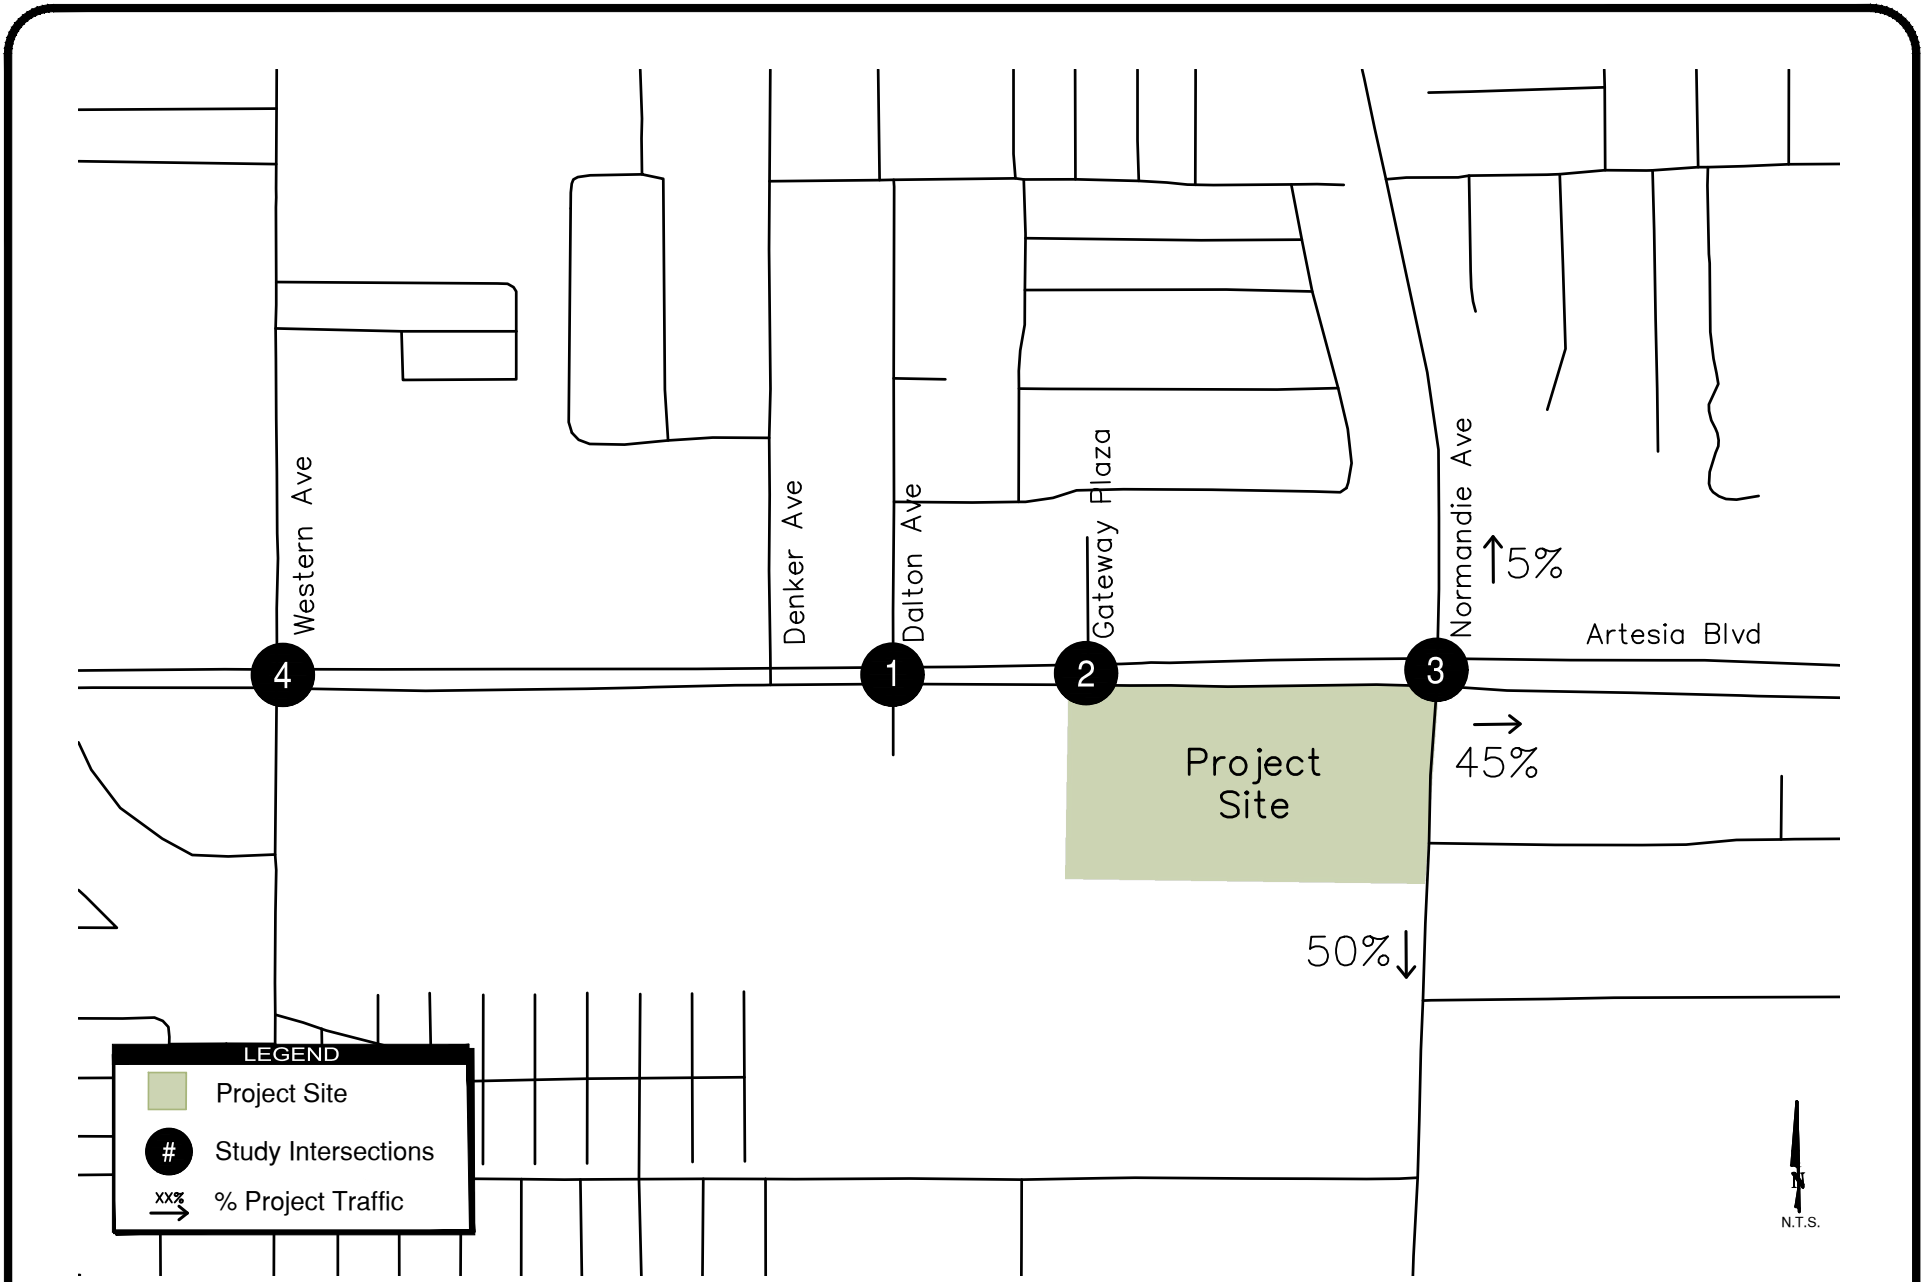 Western Ave
Denker Ave
Dalton Ave
Gateway Plaza
Normandie Ave
5%
Artesia Blvd
4
1
2
3
Project
Site
45%
50%
LEGEND
Project Site
# Study Intersections
XX% % Project Traffic
N
N.T.S.